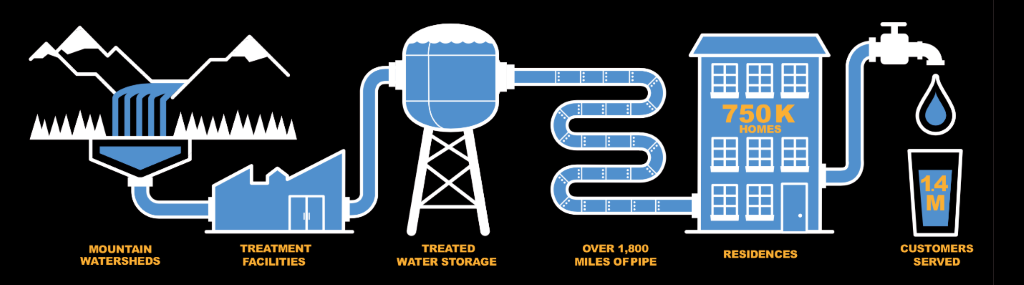 750 K
HOMES
1.4
M
MOUNTAIN
WATERSHEDS
TREATMENT
FACILITIES
TREATED
WATER STORAGE
OVER 1,800
MILES OF PIPE
RESIDENCES
CUSTOMERS
SERVED